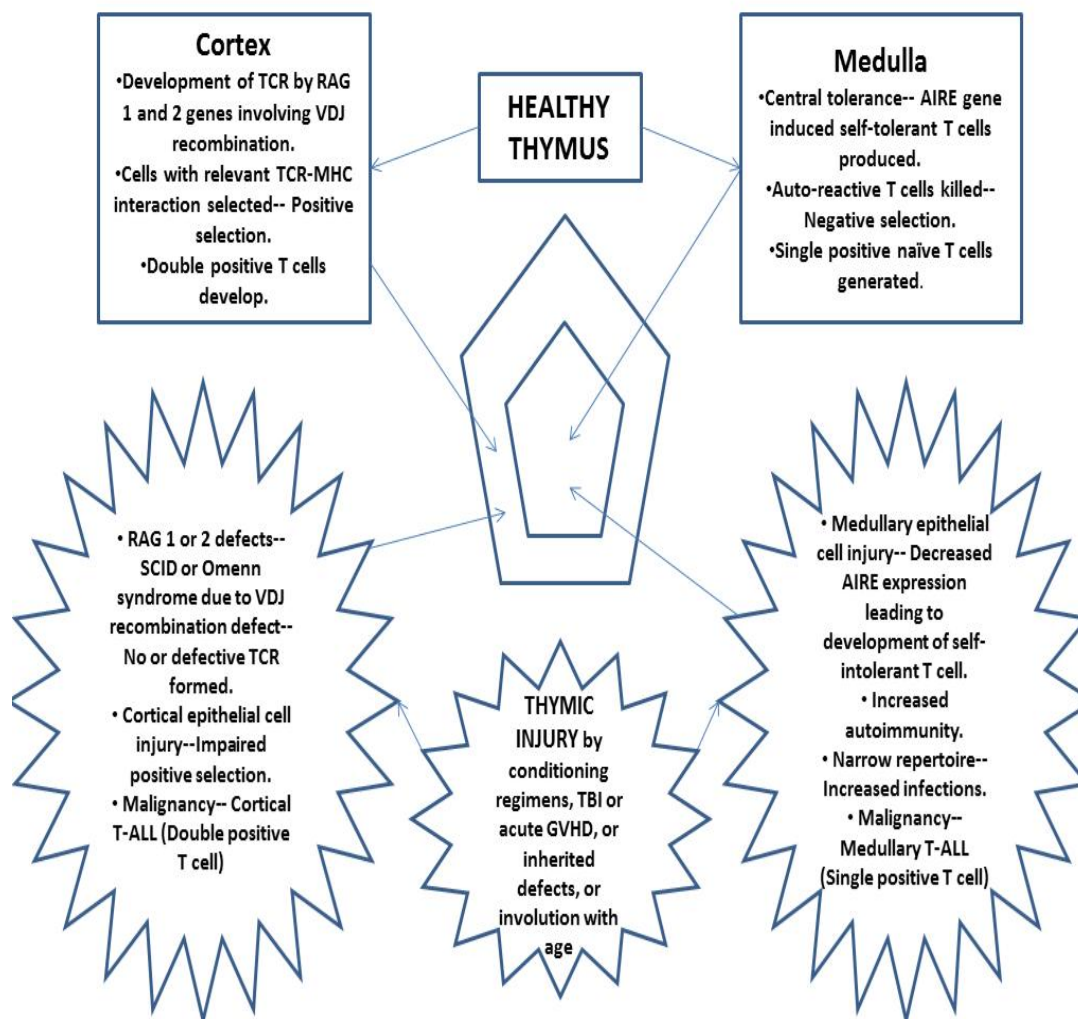 Cortex
•Development of TCR by RAG
1 and 2 genes involving VDJ
recombination.
•Cells with relevant TCR-MHC
interaction selected-- Positive
selection.
•Double positive T cells
develop.
HEALTHY
THYMUS
Medulla
•Central tolerance-- AIRE gene
induced self-tolerant T cells
produced.
•Auto-reactive T cells killed--
Negative selection.
•Single positive naïve T cells
generated.
• RAG 1 or 2 defects--
SCID or Omenn
syndrome due to VDJ
recombination defect--
No or defective TCR
formed.
• Cortical epithelial cell
injury--Impaired
positive selection.
• Malignancy-- Cortical
T-ALL (Double positive
T cell)
THYMIC
INJURY by
conditioning
regimens, TBI or
acute GVHD, or
inherited
defects, or
involution with
age
• Medullary epithelial
cell injury-- Decreased
AIRE expression
leading to
development of self-
intolerant T cell.
• Increased
autoimmunity.
• Narrow repertoire--
Increased infections.
• Malignancy--
Medullary T-ALL
(Single positive T cell)